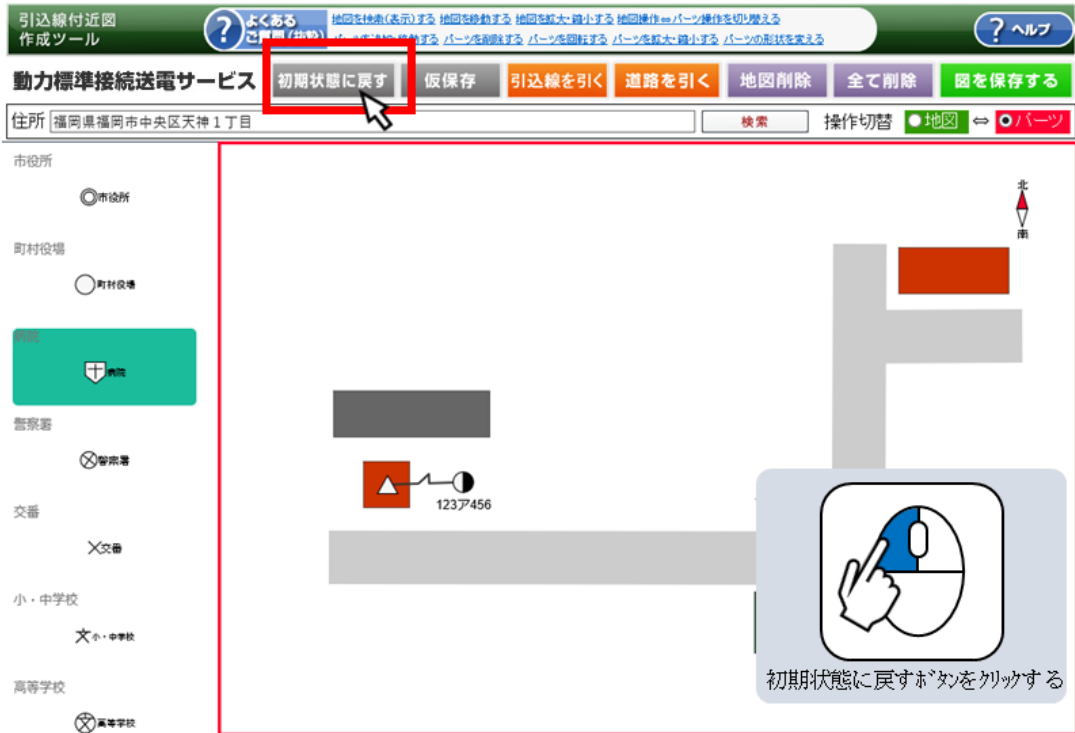 引込線付近図
作成ツール
? よくある
ご質問(抜粋)
地図を検索(表示)する 地図を移動する 地図を拡大・縮小する 地図操作⇔パーツ操作を切り替える
パーツを削除する パーツを回転する パーツを拡大・縮小する パーツの形状を変える
? ヘルプ
動力標準接続送電サービス
初期状態に戻す
仮保存
引込線を引く
道路を引く
地図削除
全て削除
図を保存する
住所 福岡県福岡市中央区天神1丁目
検索
操作切替 地図 ⇔ パーツ
市役所
市役所
町村役場
町村役場
病院
病院
警察署
警察署
交番
交番
小・中学校
文 小・中学校
高等学校
文 高等学校
北
南
123ア456
初期状態に戻すボタンをクリックする